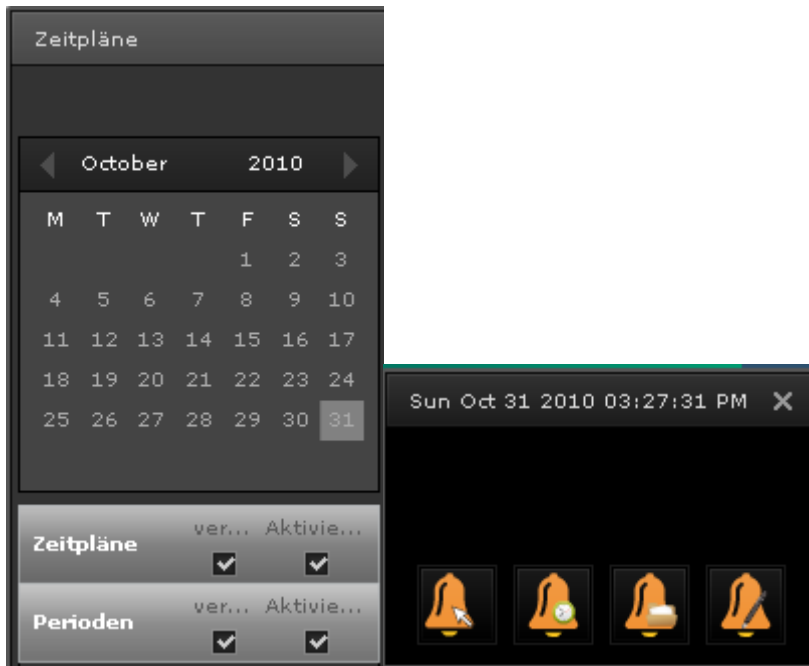 Zeitpläne
October 2010
M T W T F S S
1 2 3
4 5 6 7 8 9 10
11 12 13 14 15 16 17
18 19 20 21 22 23 24
25 26 27 28 29 30 31
ver... Aktivie...
Zeitpläne
ver... Aktivie...
Perioden
Sun Oct 31 2010 03:27:31 PM